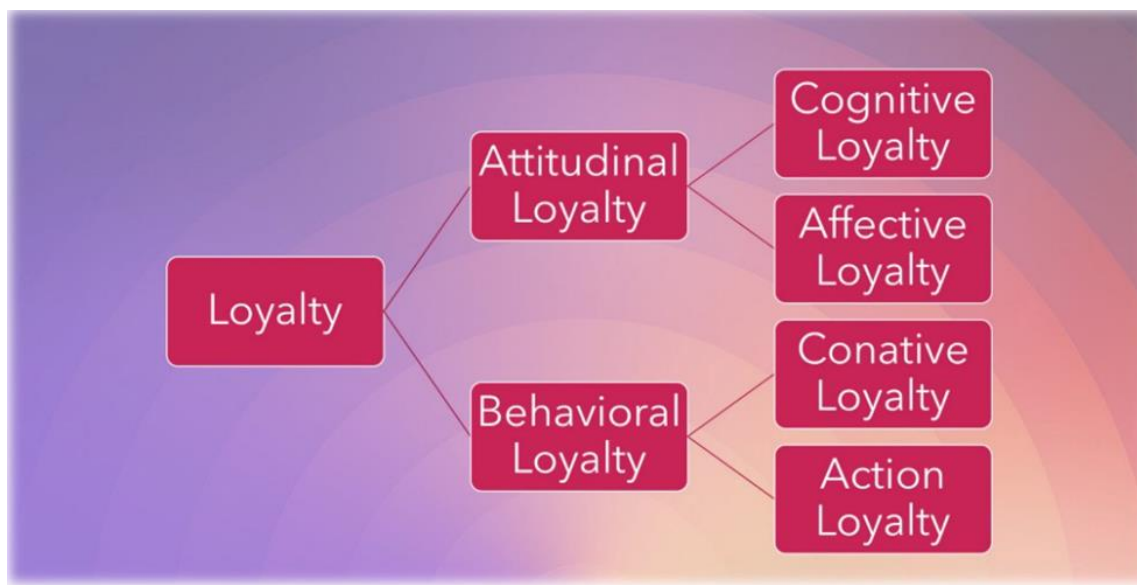 Loyalty
Attitudinal
Loyalty
Cognitive
Loyalty
Affective
Loyalty
Behavioral
Loyalty
Conative
Loyalty
Action
Loyalty